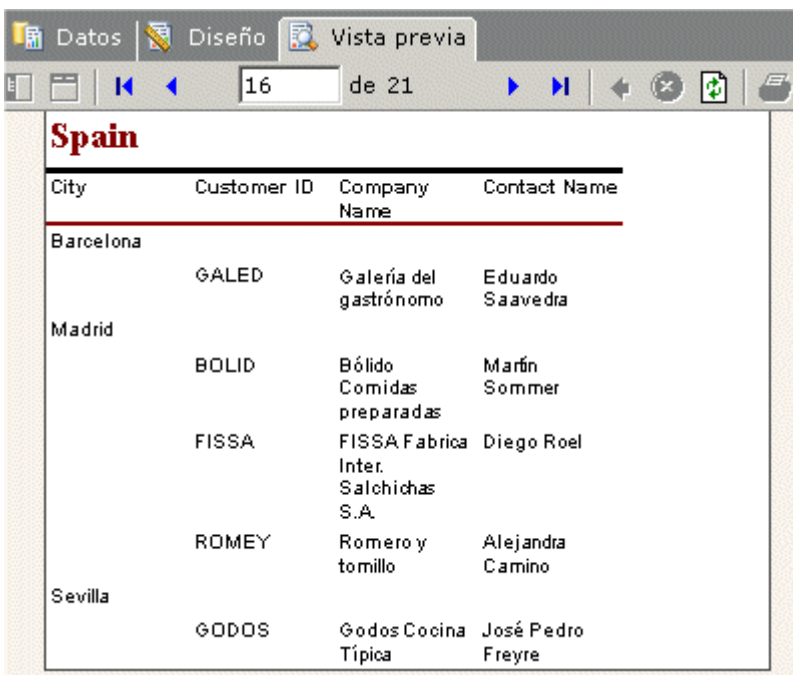 Datos Diseño Vista previa
16 de 21
Spain
City Customer ID Company Name Contact Name
Barcelona
GALED Galería del gastrónomo Eduardo Saavedra
Madrid
BOLID Bólido Comidas preparadas Martín Sommer
FISSA FISSA Fabrica Inter. Salchichas S.A. Diego Roel
ROMEY Romero y tomillo Alejandra Camino
Sevilla
GODOS Godos Cocina Típica José Pedro Freyre